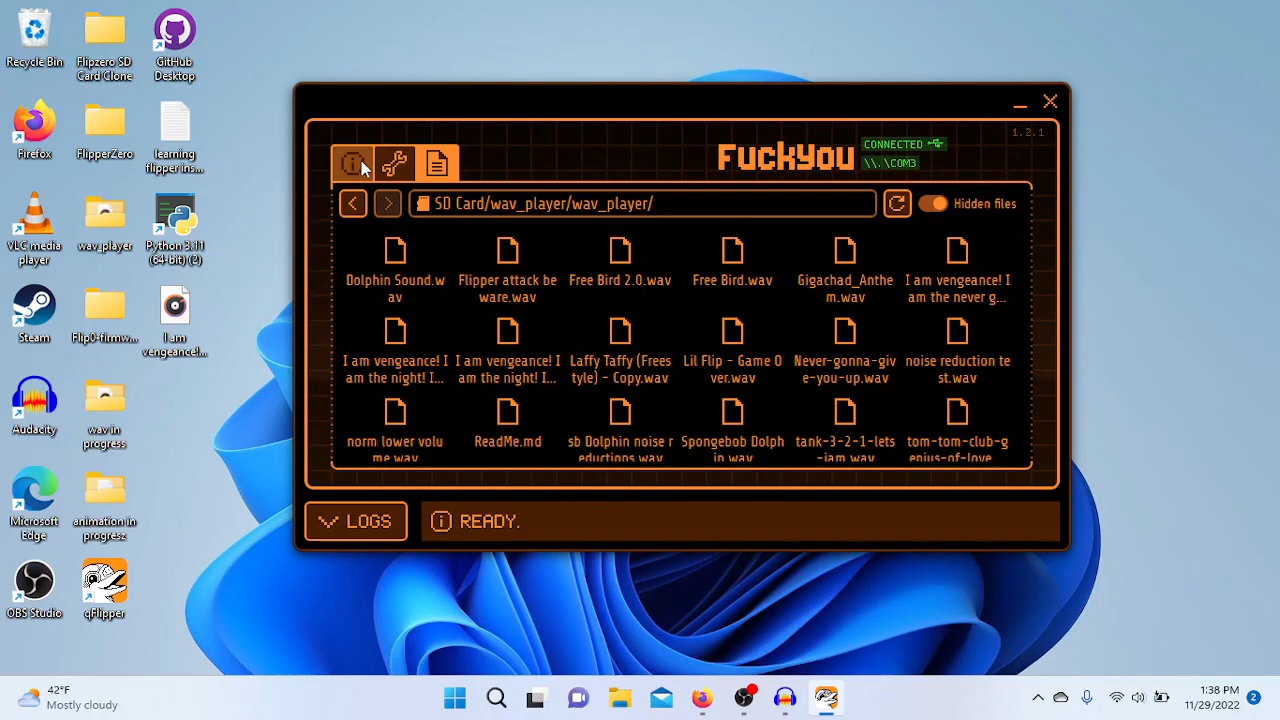 Recycle Bin
Flipzero SD
Card Clone
GitHub
Desktop
Firefox
FlipperZero
learning
flipper ins...
VLC media
player
wav_player
Python 3.11
(64-bit) (2)
Steam
Flip0-firmw...
I am
vengeance!...
Audacity
wav in
progress
Microsoft
Edge
animation in
progresz
OBS Studio
qFlipper
1.2.1
FuckYou
CONNECTED
\\.\COM3
SD Card/wav_player/wav_player/
Hidden files
Dolphin Sound.w
av
Flipper attack be
ware.wav
Free Bird 2.0.wav
Free Bird.wav
Gigachad_Anthe
m.wav
I am vengeance! I
am the never g...
I am vengeance! I
am the night! I...
I am vengeance! I
am the night! I...
Laffy Taffy (Frees
tyle) - Copy.wav
Lil Flip - Game O
ver.wav
Never-gonna-giv
e-you-up.wav
noise reduction te
st.wav
norm lower volu
me.wav
ReadMe.md
sb Dolphin noise r
eductions.wav
Spongebob Dolph
in.wav
tank-3-2-1-lets
-jam.wav
tom-tom-club-g
enius-of-love...
LOGS
READY.
42°F
Mostly cloudy
1:38 PM
11/29/2022
2